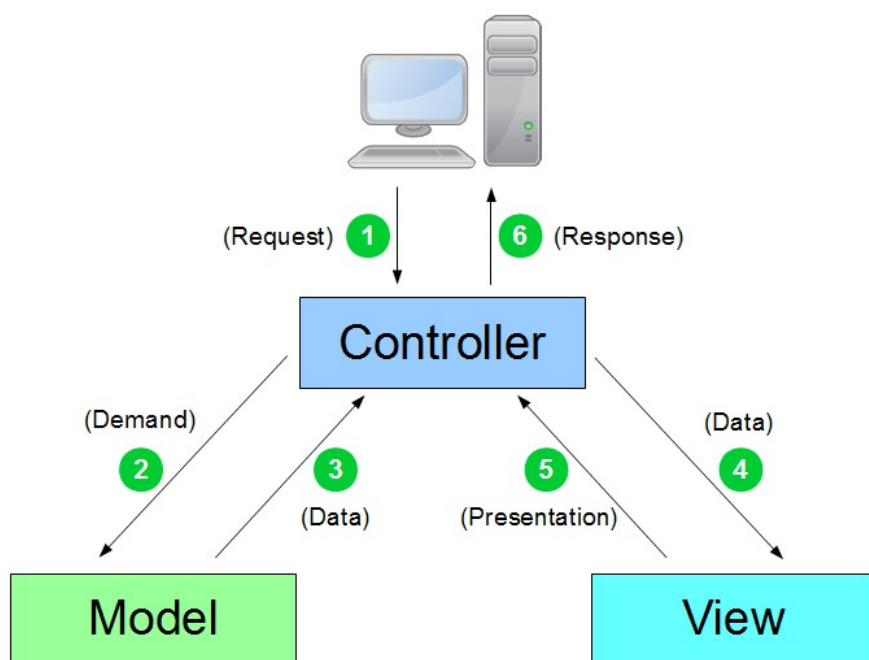 (Request) 1 6 (Response)
Controller
(Demand) (Data)
2 3 5 4
(Data) (Presentation)
Model View